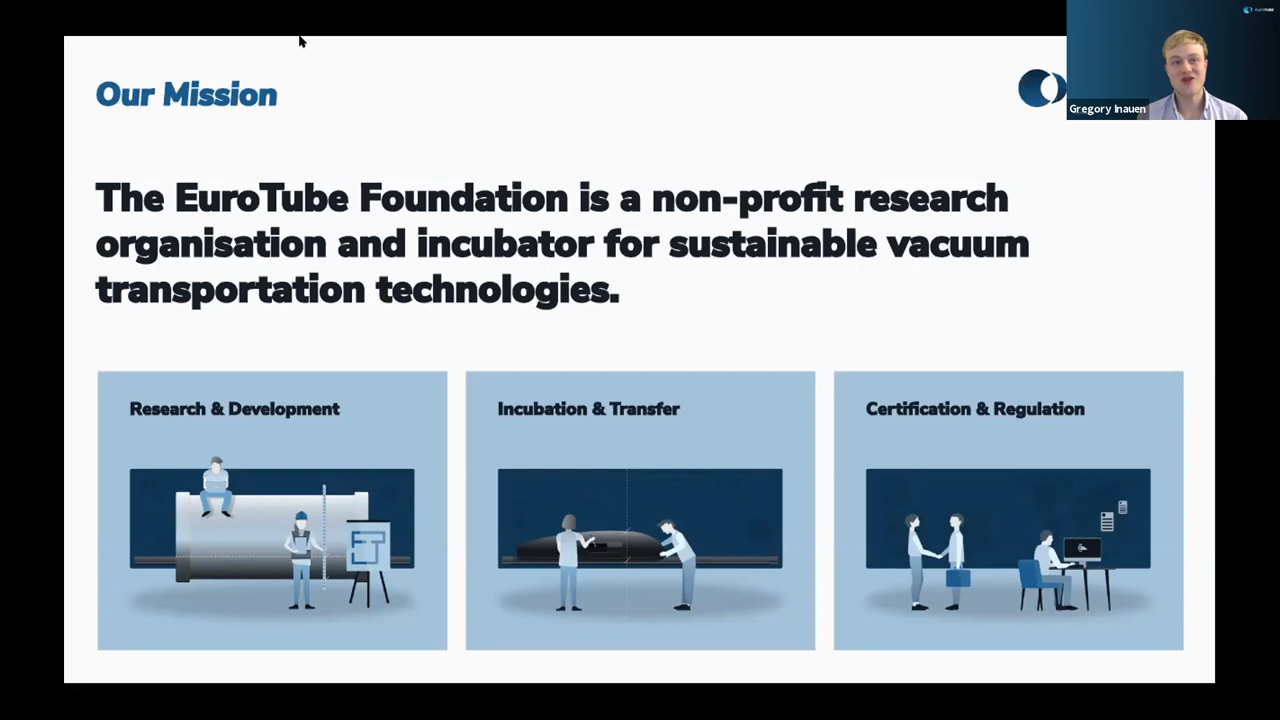 Our Mission
Gregory Inauen
The EuroTube Foundation is a non-profit research
organisation and incubator for sustainable vacuum
transportation technologies.
Research & Development
Incubation & Transfer
Certification & Regulation